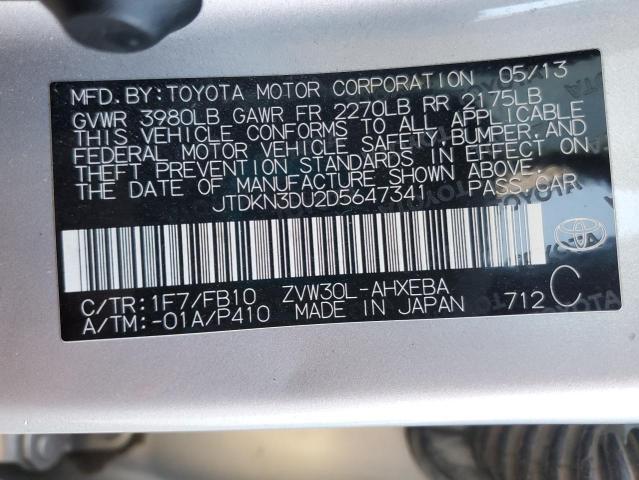 MFD.BY:TOYOTA MOTOR CORPORATION 05/13
GVWR 3980LB GAWR FR 2270LB RR 2175LB
THIS VEHICLE CONFORMS TO ALL APPLICABLE
FEDERAL MOTOR VEHICLE SAFETY,BUMPER,AND
THEFT PREVENTION STANDARDS IN EFFECT ON
THE DATE OF MANUFACTURE SHOWN ABOVE.
JTDKN3DU2D5647341 PASS.CAR
C/TR:1F7/FB10 ZVW30L-AHXEBA
A/TM:-01A/P410 MADE IN JAPAN 712 C
TOYOTA